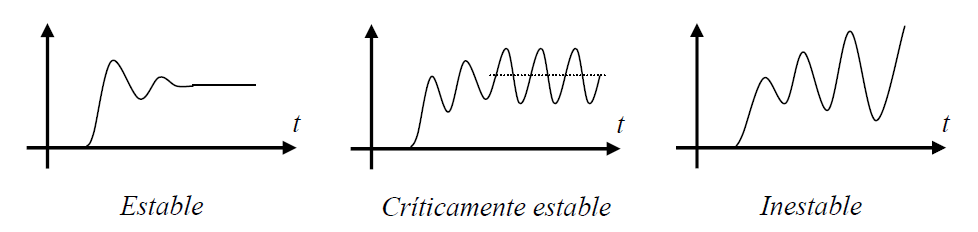 t
t
t
Estable
Críticamente estable
Inestable